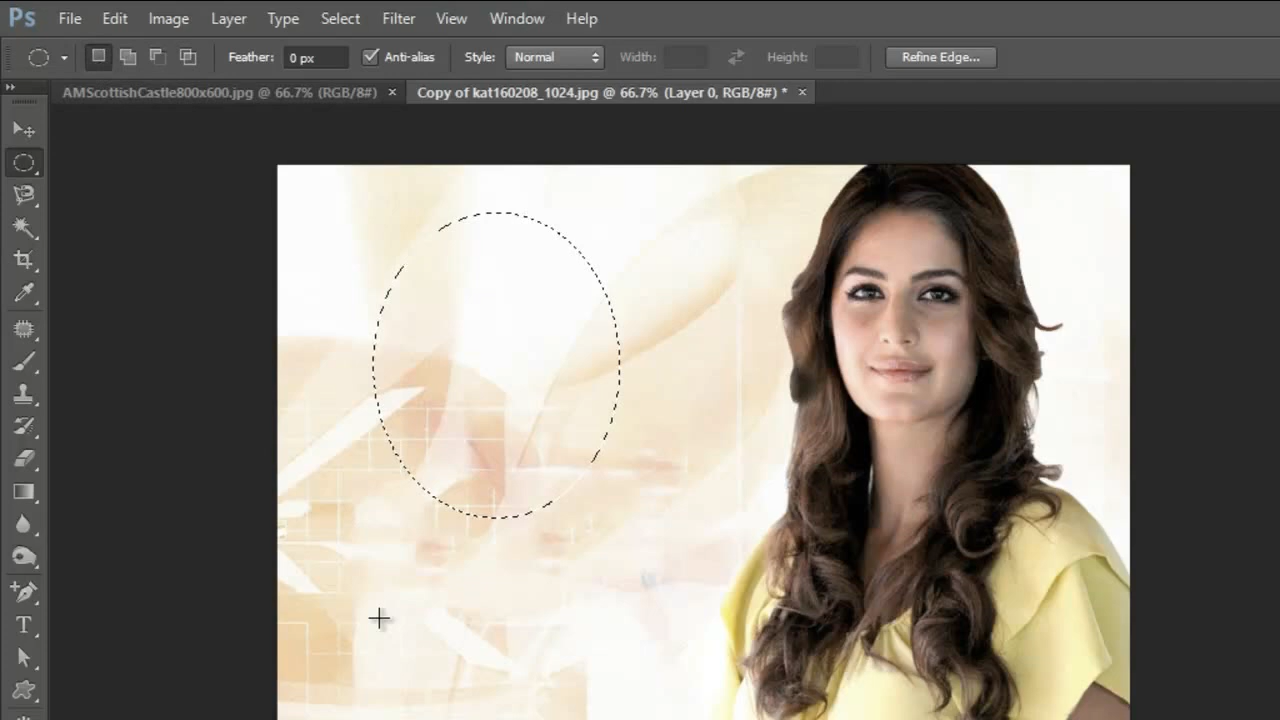 Ps File Edit Image Layer Type Select Filter View Window Help
Feather: 0 px Anti-alias Style: Normal Width: Height: Refine Edge...
AMScottishCastle800x600.jpg @ 66.7% (RGB/8#) × Copy of kat160208_1024.jpg @ 66.7% (Layer 0, RGB/8#) * ×
T